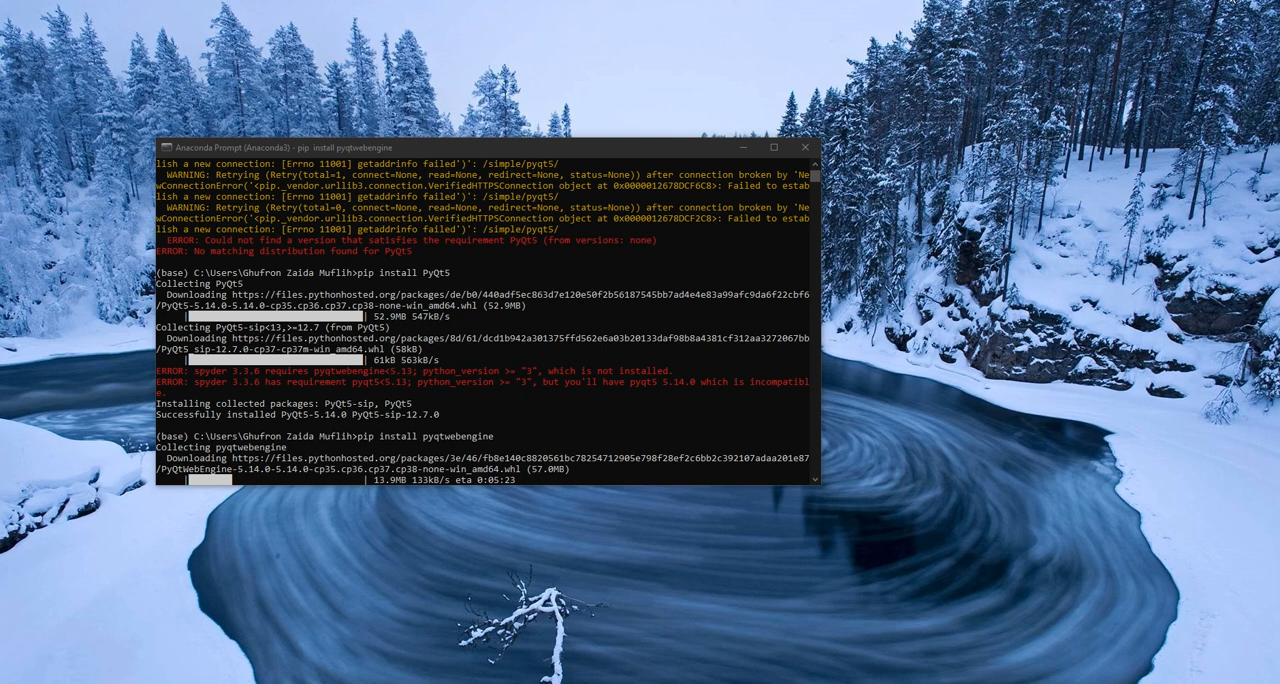 Anaconda Prompt (Anaconda3) - pip  install pyqtwebengine
lish a new connection: [Errno 11001] getaddrinfo failed')': /simple/pyqt5/
  WARNING: Retrying (Retry(total=1, connect=None, read=None, redirect=None, status=None)) after connection broken by 'Ne
wConnectionError('<pip._vendor.urllib3.connection.VerifiedHTTPSConnection object at 0x0000012678DCF6C8>: Failed to estab
lish a new connection: [Errno 11001] getaddrinfo failed')': /simple/pyqt5/
  WARNING: Retrying (Retry(total=0, connect=None, read=None, redirect=None, status=None)) after connection broken by 'Ne
wConnectionError('<pip._vendor.urllib3.connection.VerifiedHTTPSConnection object at 0x0000012678DCF2C8>: Failed to estab
lish a new connection: [Errno 11001] getaddrinfo failed')': /simple/pyqt5/
  ERROR: Could not find a version that satisfies the requirement PyQt5 (from versions: none)
ERROR: No matching distribution found for PyQt5
(base) C:\Users\Ghufron Zaida Muflih>pip install PyQt5
Collecting PyQt5
  Downloading https://files.pythonhosted.org/packages/de/b0/440adf5ec863d7e120e50f2b56187545bb7ad4e4e83a99afc9da6f22cbf6
/PyQt5-5.14.0-5.14.0-cp35.cp36.cp37.cp38-none-win_amd64.whl (52.9MB)
| | 52.9MB 547kB/s
Collecting PyQt5-sip<13,>=12.7 (from PyQt5)
  Downloading https://files.pythonhosted.org/packages/8d/61/dcd1b942a301375ffd562e6a03b20133daf98b8a4381cf312aa3272067bb
/PyQt5_sip-12.7.0-cp37-cp37m-win_amd64.whl (58kB)
| | 61kB 563kB/s
ERROR: spyder 3.3.6 requires pyqtwebengine<5.13; python_version >= "3", which is not installed.
ERROR: spyder 3.3.6 has requirement pyqt5<5.13; python_version >= "3", but you'll have pyqt5 5.14.0 which is incompatibl
e.
Installing collected packages: PyQt5-sip, PyQt5
Successfully installed PyQt5-5.14.0 PyQt5-sip-12.7.0
(base) C:\Users\Ghufron Zaida Muflih>pip install pyqtwebengine
Collecting pyqtwebengine
  Downloading https://files.pythonhosted.org/packages/3e/46/fb8e140c8820561bc78254712905e798f28ef2c6bb2c392107adaa201e87
/PyQtWebEngine-5.14.0-5.14.0-cp35.cp36.cp37.cp38-none-win_amd64.whl (57.0MB)
| | 13.9MB 133kB/s eta 0:05:23